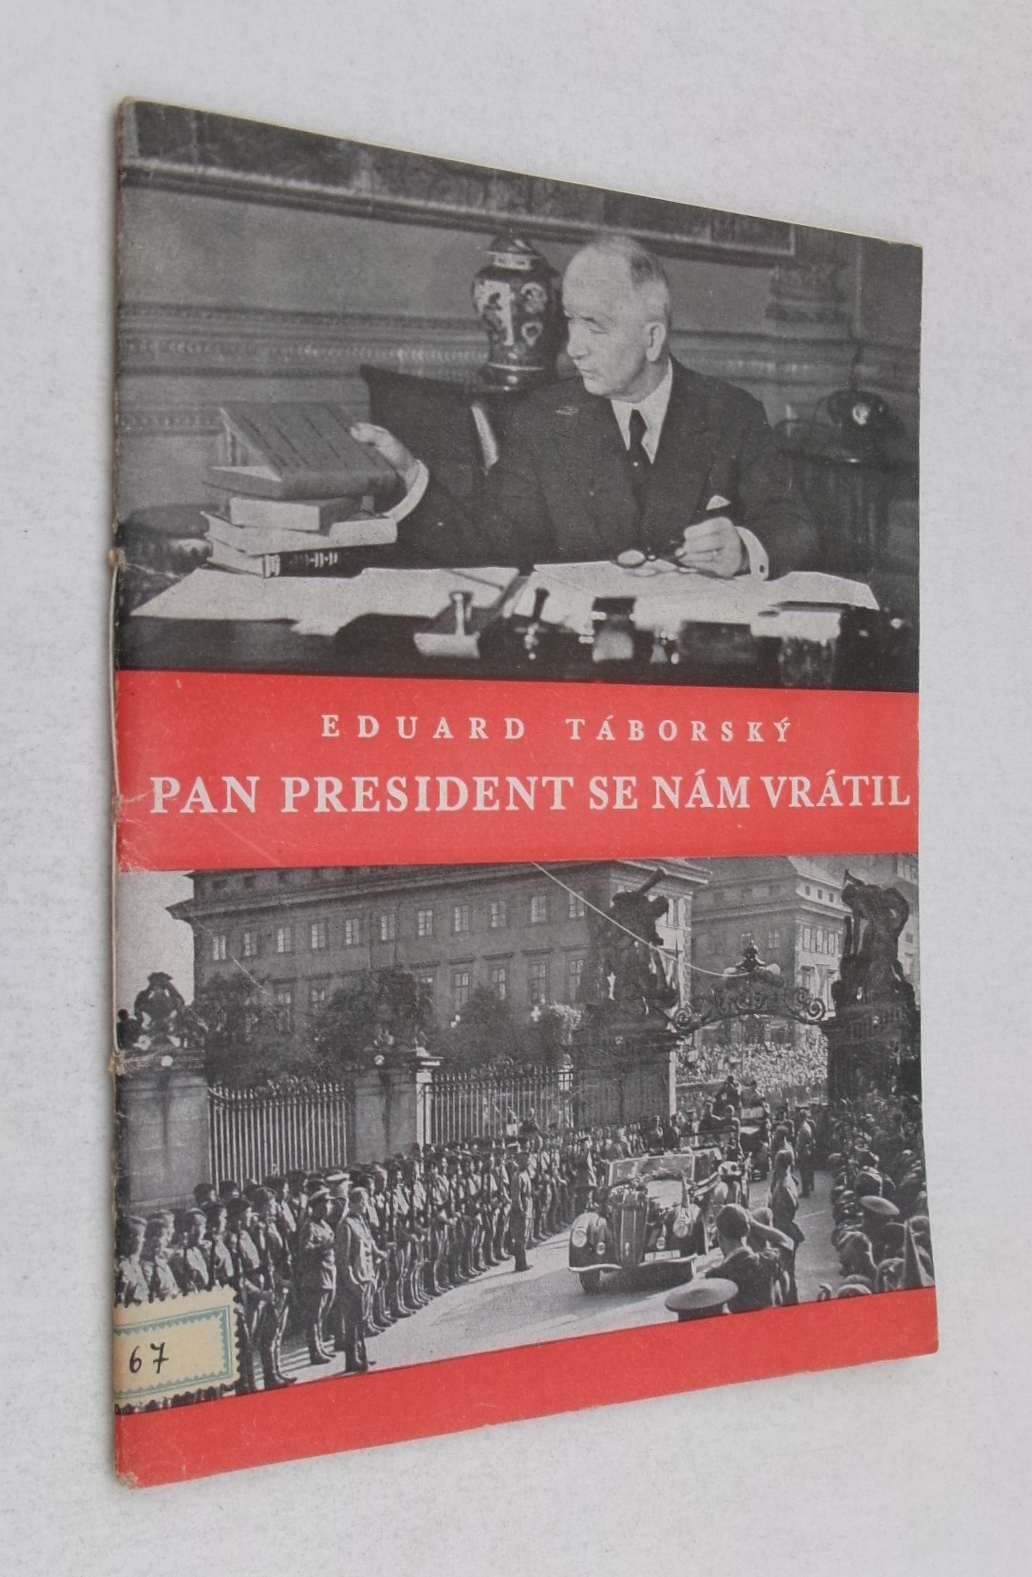 EDUARD TÁBORSKÝ
PAN PRESIDENT SE NÁM VRÁTIL
67